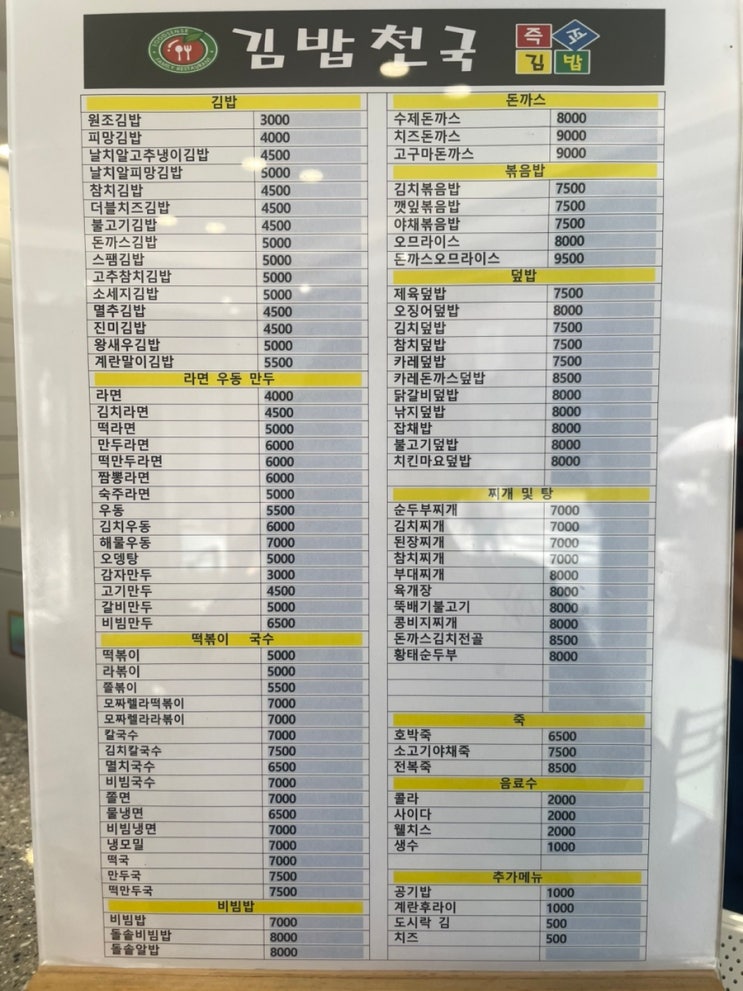 FOODSENSE
FAMILY RESTAURANT
김밥천국
즉 죠
김 밥
김밥
원조김밥 3000
피망김밥 4000
날치알고추냉이김밥 4500
날치알피망김밥 5000
참치김밥 4500
더블치즈김밥 4500
불고기김밥 4500
돈까스김밥 5000
스팸김밥 5000
고추참치김밥 5000
소세지김밥 5000
멸추김밥 4500
진미김밥 4500
왕새우김밥 5000
계란말이김밥 5500
라면 우동 만두
라면 4000
김치라면 4500
떡라면 5000
만두라면 6000
떡만두라면 6000
짬뽕라면 6000
숙주라면 5000
우동 5500
김치우동 6000
해물우동 7000
오뎅탕 5000
감자만두 3000
고기만두 4500
갈비만두 5000
비빔만두 6500
떡볶이 국수
떡볶이 5000
라볶이 5000
쫄볶이 5500
모짜렐라떡볶이 7000
모짜렐라라볶이 7000
칼국수 7000
김치칼국수 7500
멸치국수 6500
비빔국수 7000
쫄면 7000
물냉면 6500
비빔냉면 7000
냉모밀 7000
떡국 7000
만두국 7500
떡만두국 7500
비빔밥
비빔밥 7000
돌솥비빔밥 8000
돌솥알밥 8000
돈까스
수제돈까스 8000
치즈돈까스 9000
고구마돈까스 9000
볶음밥
김치볶음밥 7500
깻잎볶음밥 7500
야채볶음밥 7500
오므라이스 8000
돈까스오므라이스 9500
덮밥
제육덮밥 7500
오징어덮밥 8000
김치덮밥 7500
참치덮밥 7500
카레덮밥 7500
카레돈까스덮밥 8500
닭갈비덮밥 8000
낚지덮밥 8000
잡채밥 8000
불고기덮밥 8000
치킨마요덮밥 8000
찌개 및 탕
순두부찌개 7000
김치찌개 7000
된장찌개 7000
참치찌개 7000
부대찌개 8000
육개장 8000
뚝배기불고기 8000
콩비지찌개 8000
돈까스김치전골 8500
황태순두부 8000
죽
호박죽 6500
소고기야채죽 7500
전복죽 8500
음료수
콜라 2000
사이다 2000
웰치스 2000
생수 1000
추가메뉴
공기밥 1000
계란후라이 1000
도시락 김 500
치즈 500